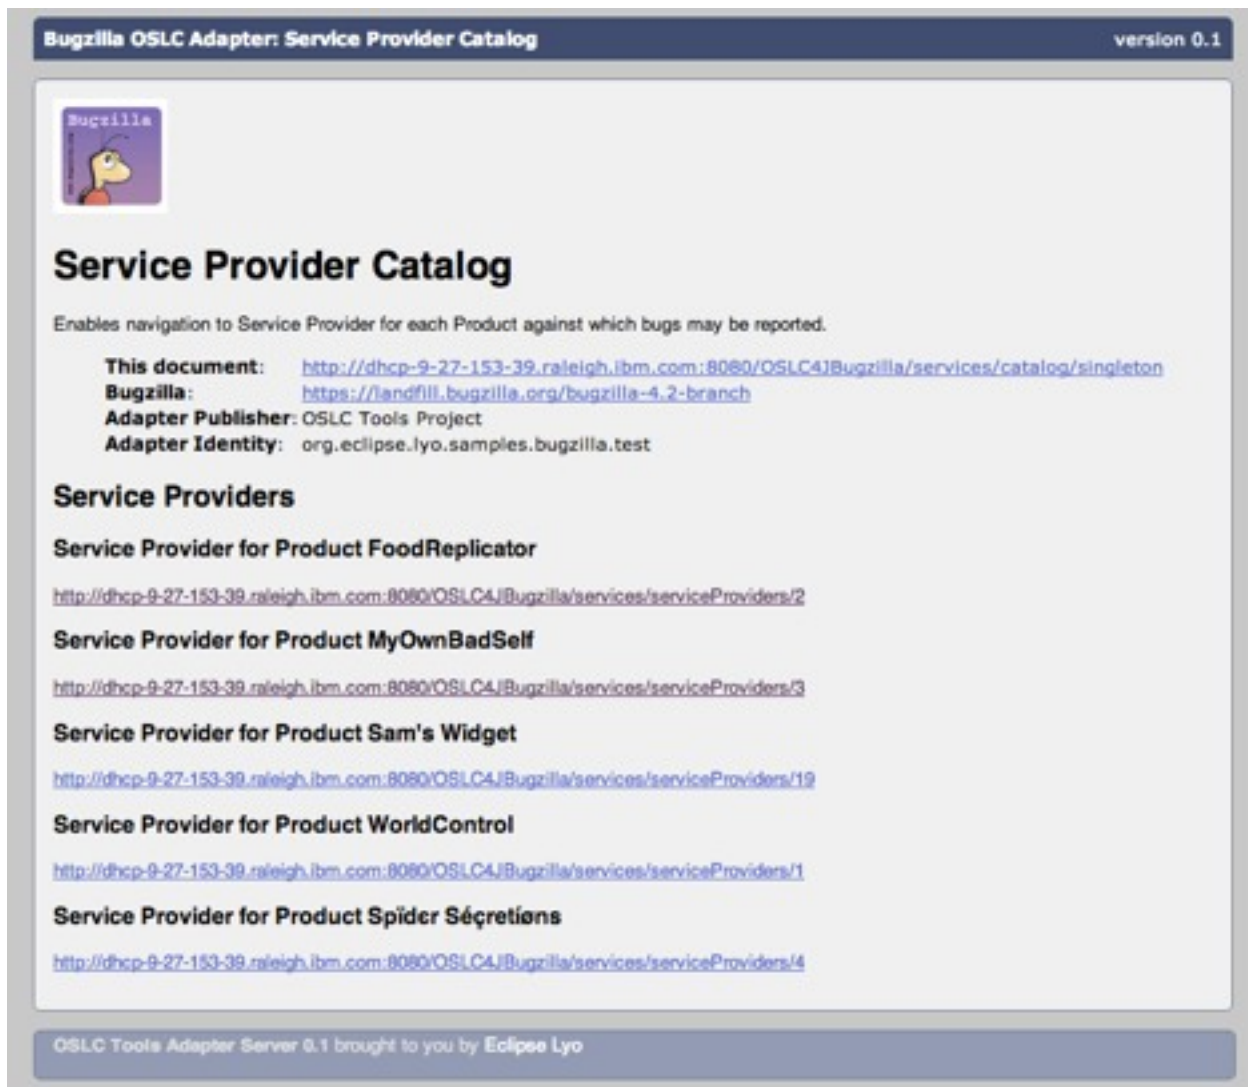 Bugzilla OSLC Adapter: Service Provider Catalog version 0.1
Bugzilla
Service Provider Catalog
Enables navigation to Service Provider for each Product against which bugs may be reported.
This document: http://dhcp-9-27-153-39.raleigh.ibm.com:8080/OSLC4JBugzilla/services/catalog/singleton
Bugzilla: https://landfill.bugzilla.org/bugzilla-4.2-branch
Adapter Publisher: OSLC Tools Project
Adapter Identity: org.eclipse.lyo.samples.bugzilla.test
Service Providers
Service Provider for Product FoodReplicator
http://dhcp-9-27-153-39.raleigh.ibm.com:8080/OSLC4JBugzilla/services/serviceProviders/2
Service Provider for Product MyOwnBadSelf
http://dhcp-9-27-153-39.raleigh.ibm.com:8080/OSLC4JBugzilla/services/serviceProviders/3
Service Provider for Product Sam's Widget
http://dhcp-9-27-153-39.raleigh.ibm.com:8080/OSLC4JBugzilla/services/serviceProviders/19
Service Provider for Product WorldControl
http://dhcp-9-27-153-39.raleigh.ibm.com:8080/OSLC4JBugzilla/services/serviceProviders/1
Service Provider for Product Spïdєr Séçretíøns
http://dhcp-9-27-153-39.raleigh.ibm.com:8080/OSLC4JBugzilla/services/serviceProviders/4
OSLC Tools Adapter Server 0.1 brought to you by Eclipse Lyo